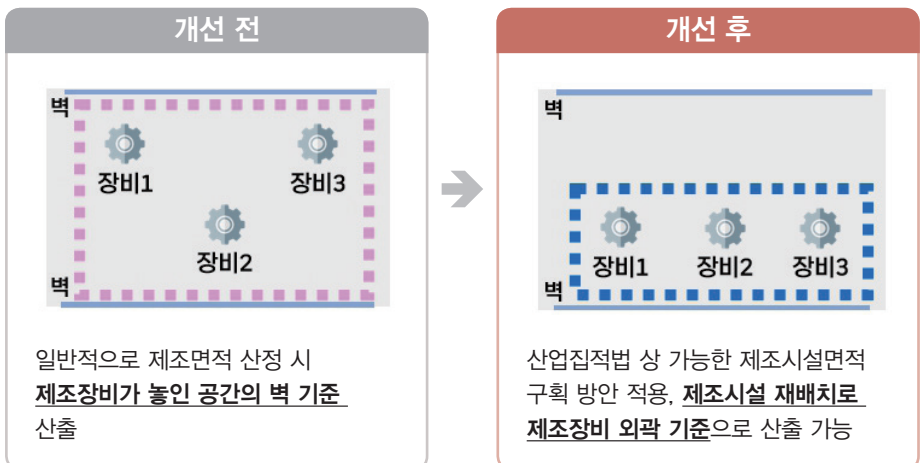 개선 전
벽
장비1
장비3
장비2
벽
일반적으로 제조면적 산정 시
제조장비가 놓인 공간의 벽 기준
산출
개선 후
벽
장비1
장비2
장비3
벽
산업집적법 상 가능한 제조시설면적
구획 방안 적용, 제조시설 재배치로
제조장비 외곽 기준으로 산출 가능